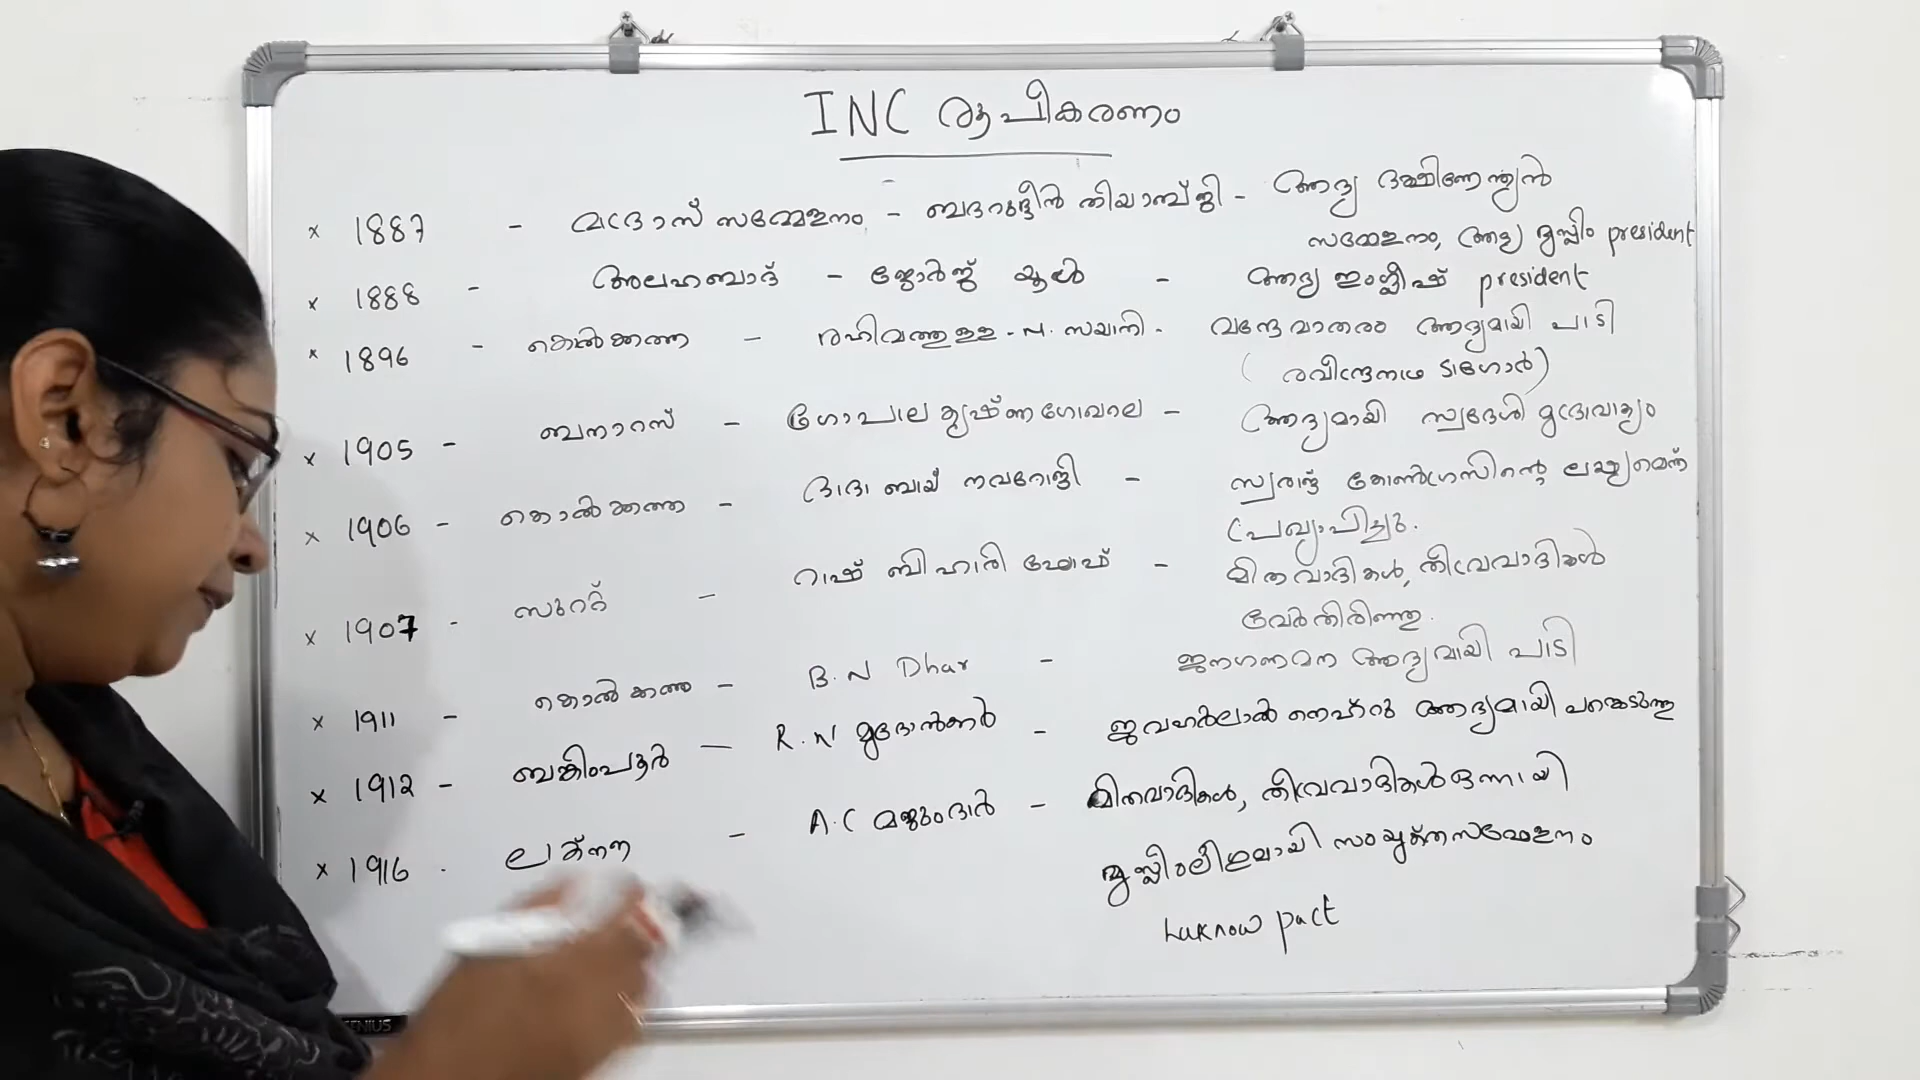 INC രൂപീകരണം
x 1887 - മദ്രാസ് സമ്മേളനം - ബദറുദ്ദീൻ തിയാബ്ജി - ആദ്യ ദക്ഷിണേന്ത്യൻ
സമ്മേളനം, ആദ്യ മുസ്ലീം president
x 1888 - അലഹബാദ് - ജോർജ്ജ് യൂൾ - ആദ്യ ഇംഗ്ലീഷ് president
x 1896 - കൊൽക്കത്ത - രഹിമത്തുള്ള - M. സയാനി - വന്ദേമാതരം ആദ്യമായി പാടി
(രവീന്ദ്രനാഥ ടാഗോർ)
x 1905 - ബനാറസ് - ഗോപാല കൃഷ്ണ ഗോഖലെ - ആദ്യമായി സ്വദേശി മുദ്രാവാക്യം
x 1906 - കൊൽക്കത്ത - ദാദാ ബായ് നവറോജി - സ്വരാജ് കോൺഗ്രസിന്റെ ലക്ഷ്യമെന്ന്
പ്രഖ്യാപിച്ചു.
x 1907 - സൂററ്റ് - റാഷ് ബിഹാരി ഘോഷ് - മിതവാദികൾ, തീവ്രവാദികൾ
വേർതിരിഞ്ഞു.
x 1911 - കൊൽക്കത്ത - B. N Dhar - ജനഗണമന ആദ്യമായി പാടി
x 1912 - ബങ്കിംപൂർ - R. N മുദോൽക്കർ - ജവഹർലാൽ നെഹ്റു ആദ്യമായി പങ്കെടുത്തു
x 1916 - ലക്നൗ - A. C മജുംദാർ - മിതവാദികൾ, തീവ്രവാദികൾ ഒന്നായി
മുസ്ലീംലീഗുമായി സംയുക്തസമ്മേളനം
Luknow pact
GENIUS